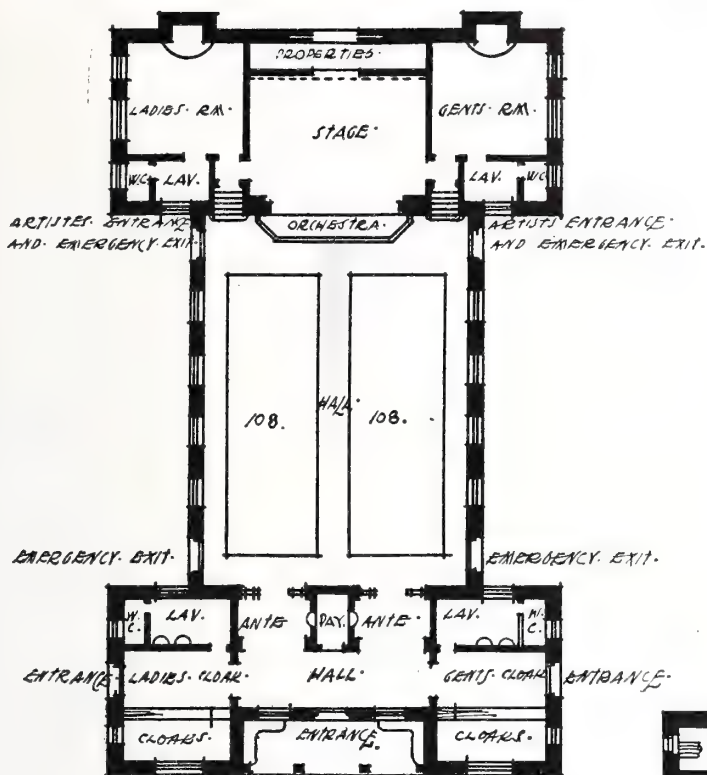 PROPERTIES.
LADIES. RM.
STAGE.
GENTS. RM.
W.C.
LAV.
LAV.
W.C.
ARTISTES. ENTRANCE
AND. EMERGENCY. EXIT.
ORCHESTRA.
ARTISTS ENTRANCE.
AND EMERGENCY. EXIT.
HALL.
108.
108.
EMERGENCY. EXIT.
EMERGENCY. EXIT.
W.
C.
LAV.
ANTE
PAY.
ANTE
LAV.
W.
C.
ENTRANCE
LADIES. CLOAK
HALL.
GENTS. CLOAK
ENTRANCE.
CLOAKS.
ENTRANCE.
CLOAKS.